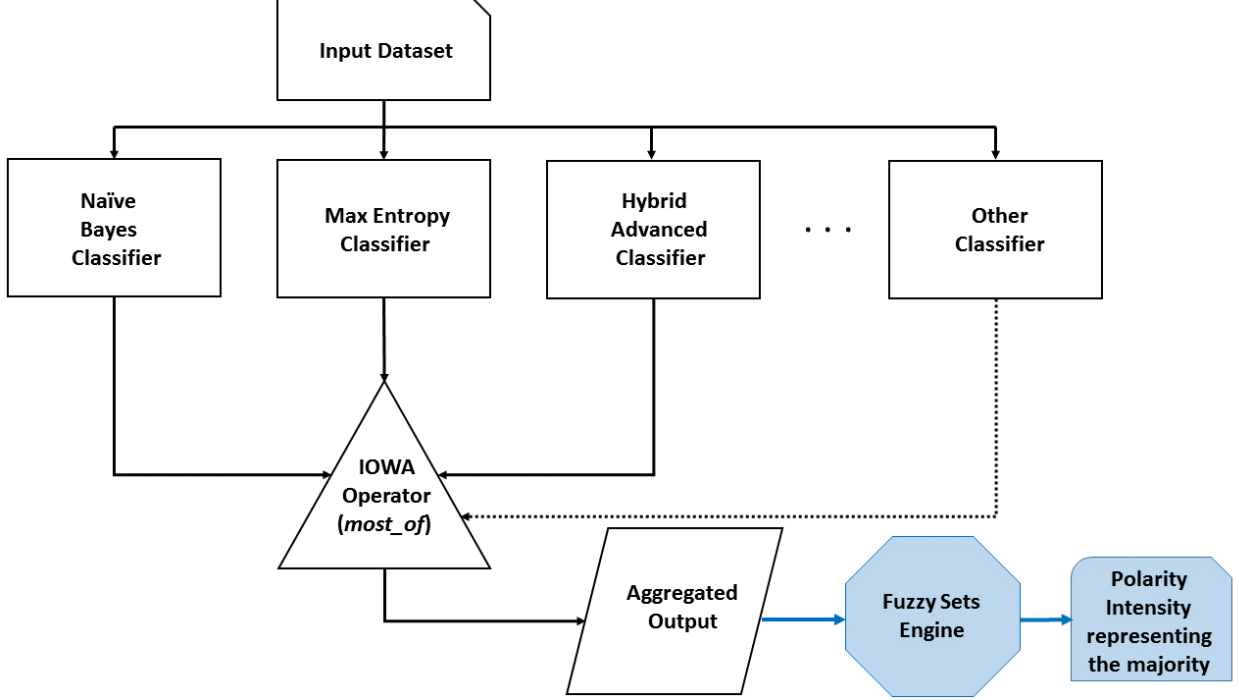 Input Dataset
Naïve
Bayes
Classifier
Max Entropy
Classifier
Hybrid
Advanced
Classifier
. . .
Other
Classifier
IOWA
Operator
(most_of)
Aggregated
Output
Fuzzy Sets
Engine
Polarity
Intensity
representing
the majority